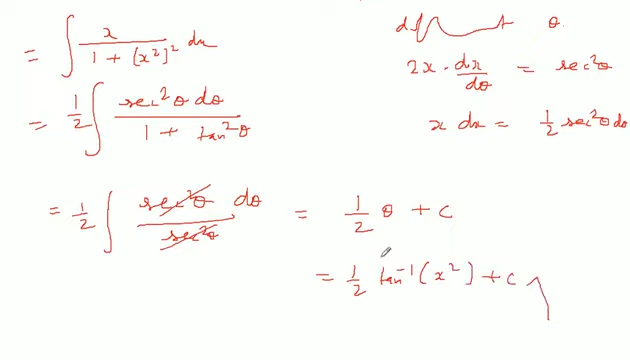 = ∫ x / (1 + (x²)²) dx
= 1/2 ∫ sec²θ dθ / (1 + tan²θ)
= 1/2 ∫ sec²θ / sec²θ dθ = 1/2 θ + c
= 1/2 tan⁻¹(x²) + c
θ
2x · dx/dθ = sec²θ
x dx = 1/2 sec²θ dθ